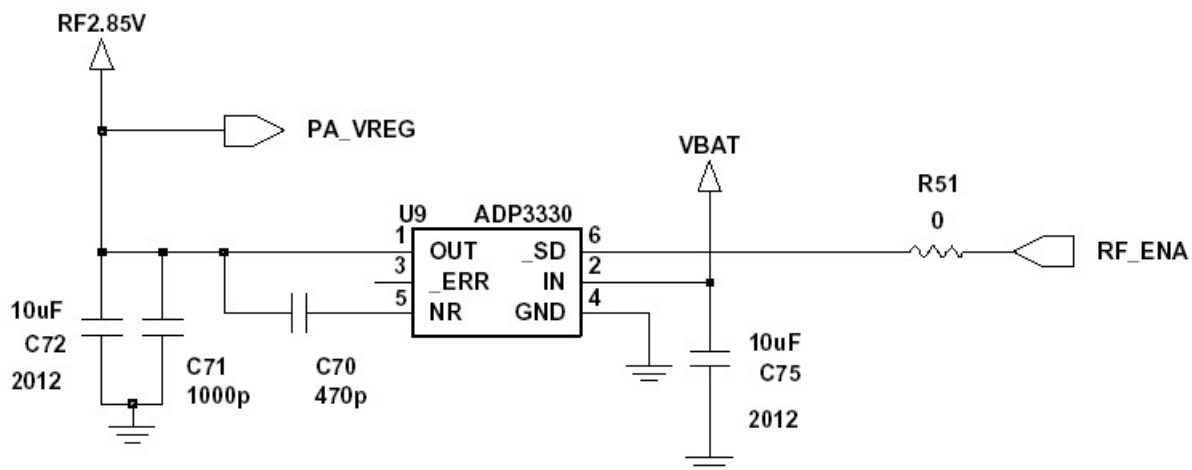 RF2.85V
PA_VREG
VBAT
R51
0
RF_ENA
U9 ADP3330
1 OUT _SD 6
3 _ERR IN 2
5 NR GND 4
10uF
C72
2012
C71
1000p
C70
470p
10uF
C75
2012